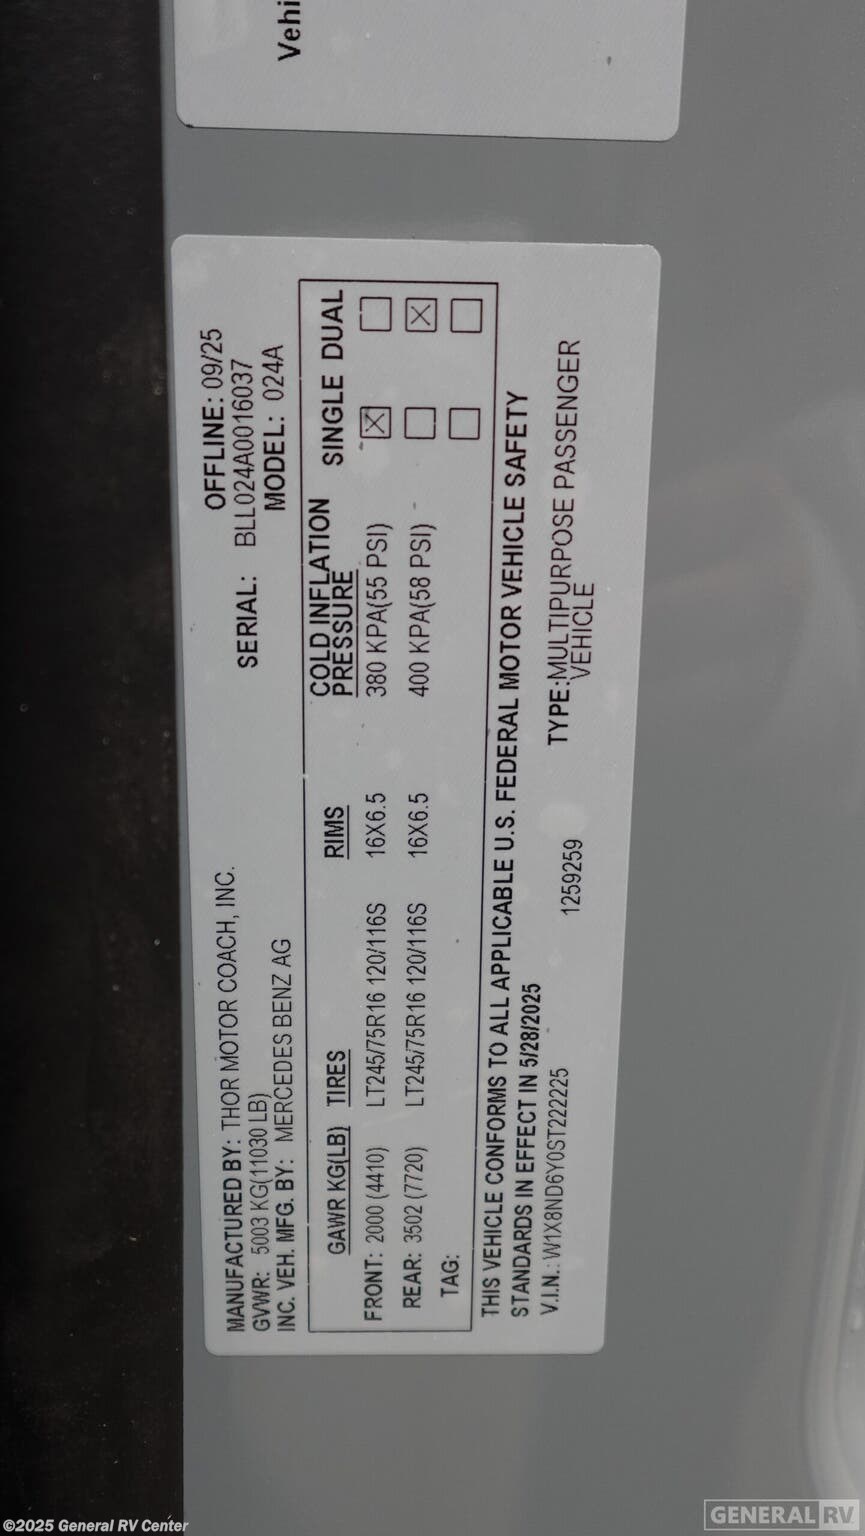 Vehi
MANUFACTURED BY: THOR MOTOR COACH, INC. OFFLINE: 09/25
GVWR: 5003 KG(11030 LB) SERIAL: BLL024A0016037
INC. VEH. MFG. BY: MERCEDES BENZ AG MODEL: 024A
GAWR KG(LB) TIRES RIMS COLD INFLATION PRESSURE SINGLE DUAL
FRONT: 2000 (4410) LT245/75R16 120/116S 16X6.5 380 KPA(55 PSI) ☒ ☐
REAR: 3502 (7720) LT245/75R16 120/116S 16X6.5 400 KPA(58 PSI) ☐ ☒
TAG: ☐ ☐
THIS VEHICLE CONFORMS TO ALL APPLICABLE U.S. FEDERAL MOTOR VEHICLE SAFETY
STANDARDS IN EFFECT IN 5/28/2025
V.I.N.: W1X8ND6Y0ST222225 TYPE:MULTIPURPOSE PASSENGER
1259259 VEHICLE
©2025 General RV Center
GENERAL RV